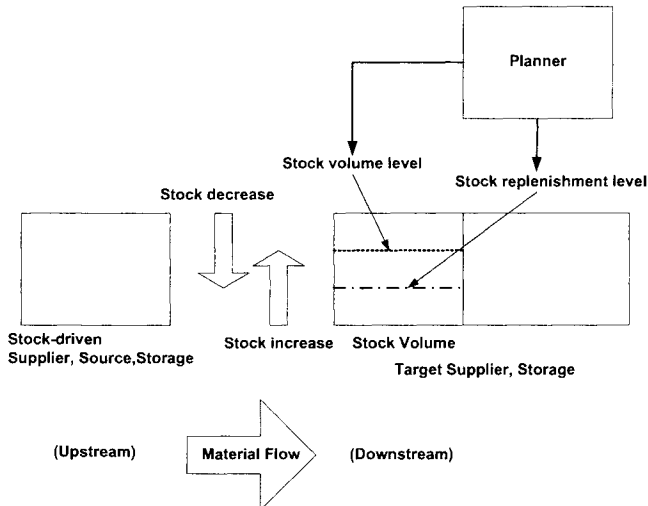 Planner
Stock volume level
Stock replenishment level
Stock decrease
Stock-driven
Supplier, Source,Storage
Stock increase
Stock Volume
Target Supplier, Storage
(Upstream)
Material Flow
(Downstream)